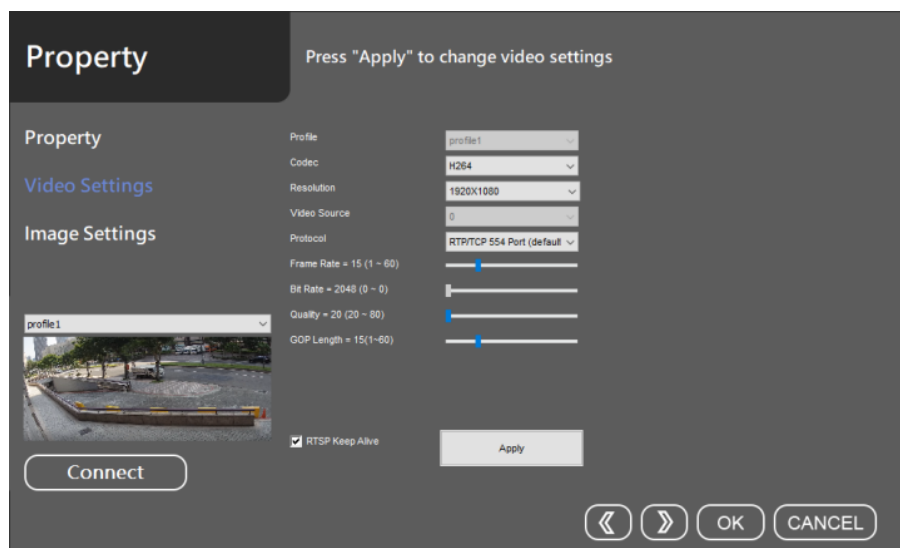 Property
Press "Apply" to change video settings
Property
Video Settings
Image Settings
Profile
profile1
Codec
H264
Resolution
1920X1080
Video Source
0
Protocol
RTP/TCP 554 Port (default
Frame Rate = 15 (1 ~ 60)
Bit Rate = 2048 (0 ~ 0)
Quality = 20 (20 ~ 80)
GOP Length = 15(1~60)
profile1
RTSP Keep Alive
Apply
Connect
OK
CANCEL